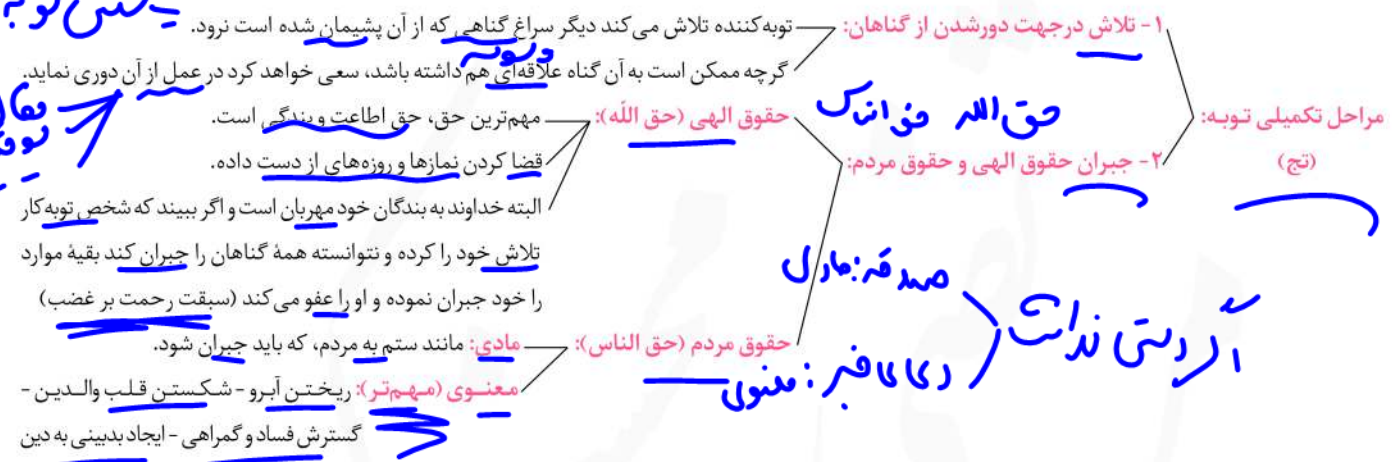 ۱- تلاش درجهت دورشدن از گناهان: توبه‌کننده تلاش می‌کند دیگر سراغ گناهی که از آن پشیمان شده است نرود.
گرچه ممکن است به آن گناه علاقه‌ای هم داشته باشد، سعی خواهد کرد در عمل از آن دوری نماید.
مراحل تکمیلی توبه:
(تج)
۲- جبران حقوق الهی و حقوق مردم:
حقوق الهی (حق اللّه): مهم‌ترین حق، حق اطاعت و بندگی است.
حق الله
قضا کردن نمازها و روزه‌های از دست داده.
البته خداوند به بندگان خود مهربان است و اگر ببیند که شخص توبه‌کار
تلاش خود را کرده و نتوانسته همهٔ گناهان را جبران کند بقیهٔ موارد
را خود جبران نموده و او را عفو می‌کند (سبقت رحمت بر غضب)
حقوق مردم (حق الناس): مادی: مانند ستم به مردم، که باید جبران شود.
معنوی (مهم‌تر): ریختن آبرو - شکستن قلب والدین -
گسترش فساد و گمراهی - ایجاد بدبینی به دین
صدقه: مادی
دعای خیر: معنوی